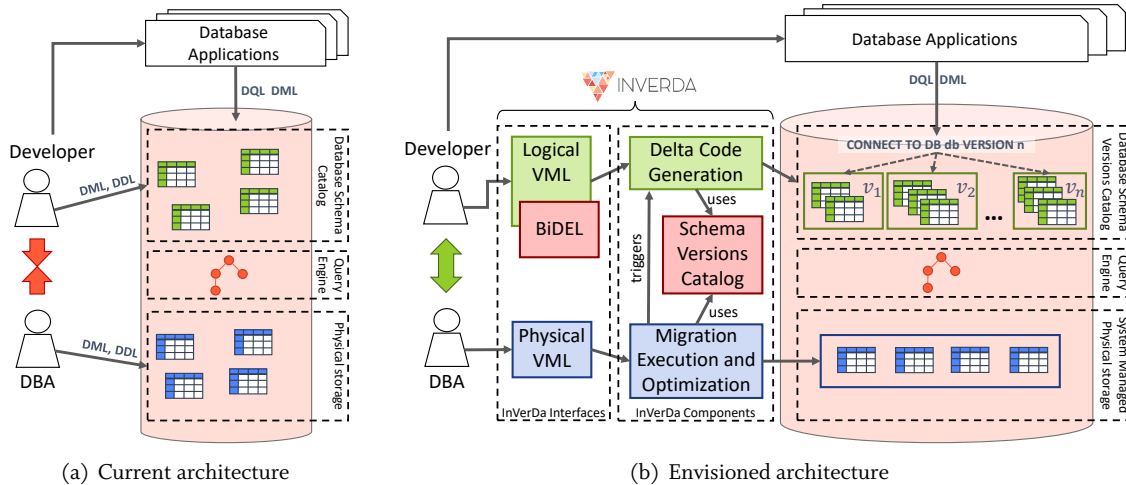 Database
Applications
DQL DML
Developer
DML, DDL
Database Schema
Catalog
Query
Engine
DML, DDL
DBA
Physical storage
(a) Current architecture
Database Applications
DQL DML
INVERDA
Developer
Logical
VML
BiDEL
Delta Code
Generation
uses
triggers
Schema
Versions
Catalog
uses
Physical
VML
Migration
Execution and
Optimization
DBA
InVerDa Interfaces
InVerDa Components
CONNECT TO DB db VERSION n
v1
v2
...
vn
Database Schema
Versions Catalog
Query
Engine
System Managed
Physical storage
(b) Envisioned architecture